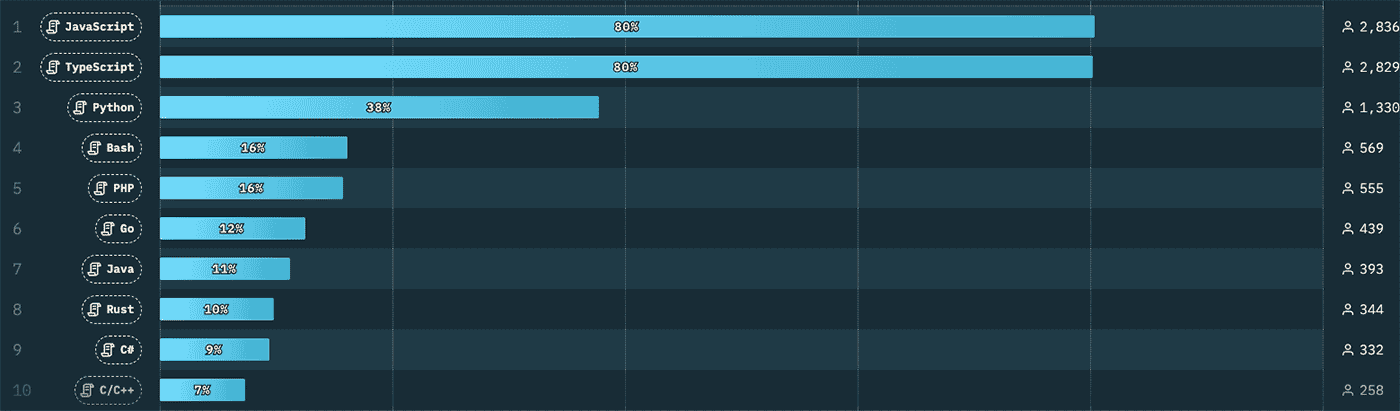 1 JavaScript 80% 2,836
2 TypeScript 80% 2,829
3 Python 38% 1,330
4 Bash 16% 569
5 PHP 16% 555
6 Go 12% 439
7 Java 11% 393
8 Rust 10% 344
9 C# 9% 332
10 C/C++ 7% 258